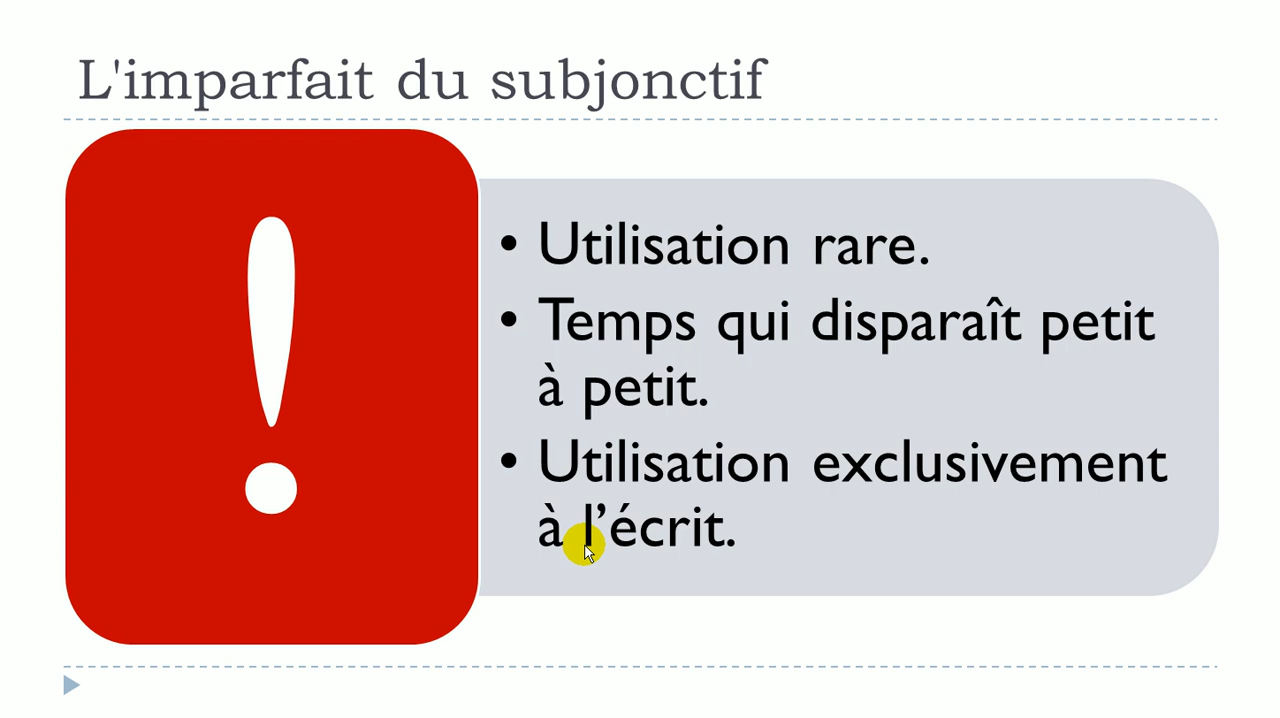 L'imparfait du subjonctif
!
• Utilisation rare.
• Temps qui disparaît petit
à petit.
• Utilisation exclusivement
à l’écrit.